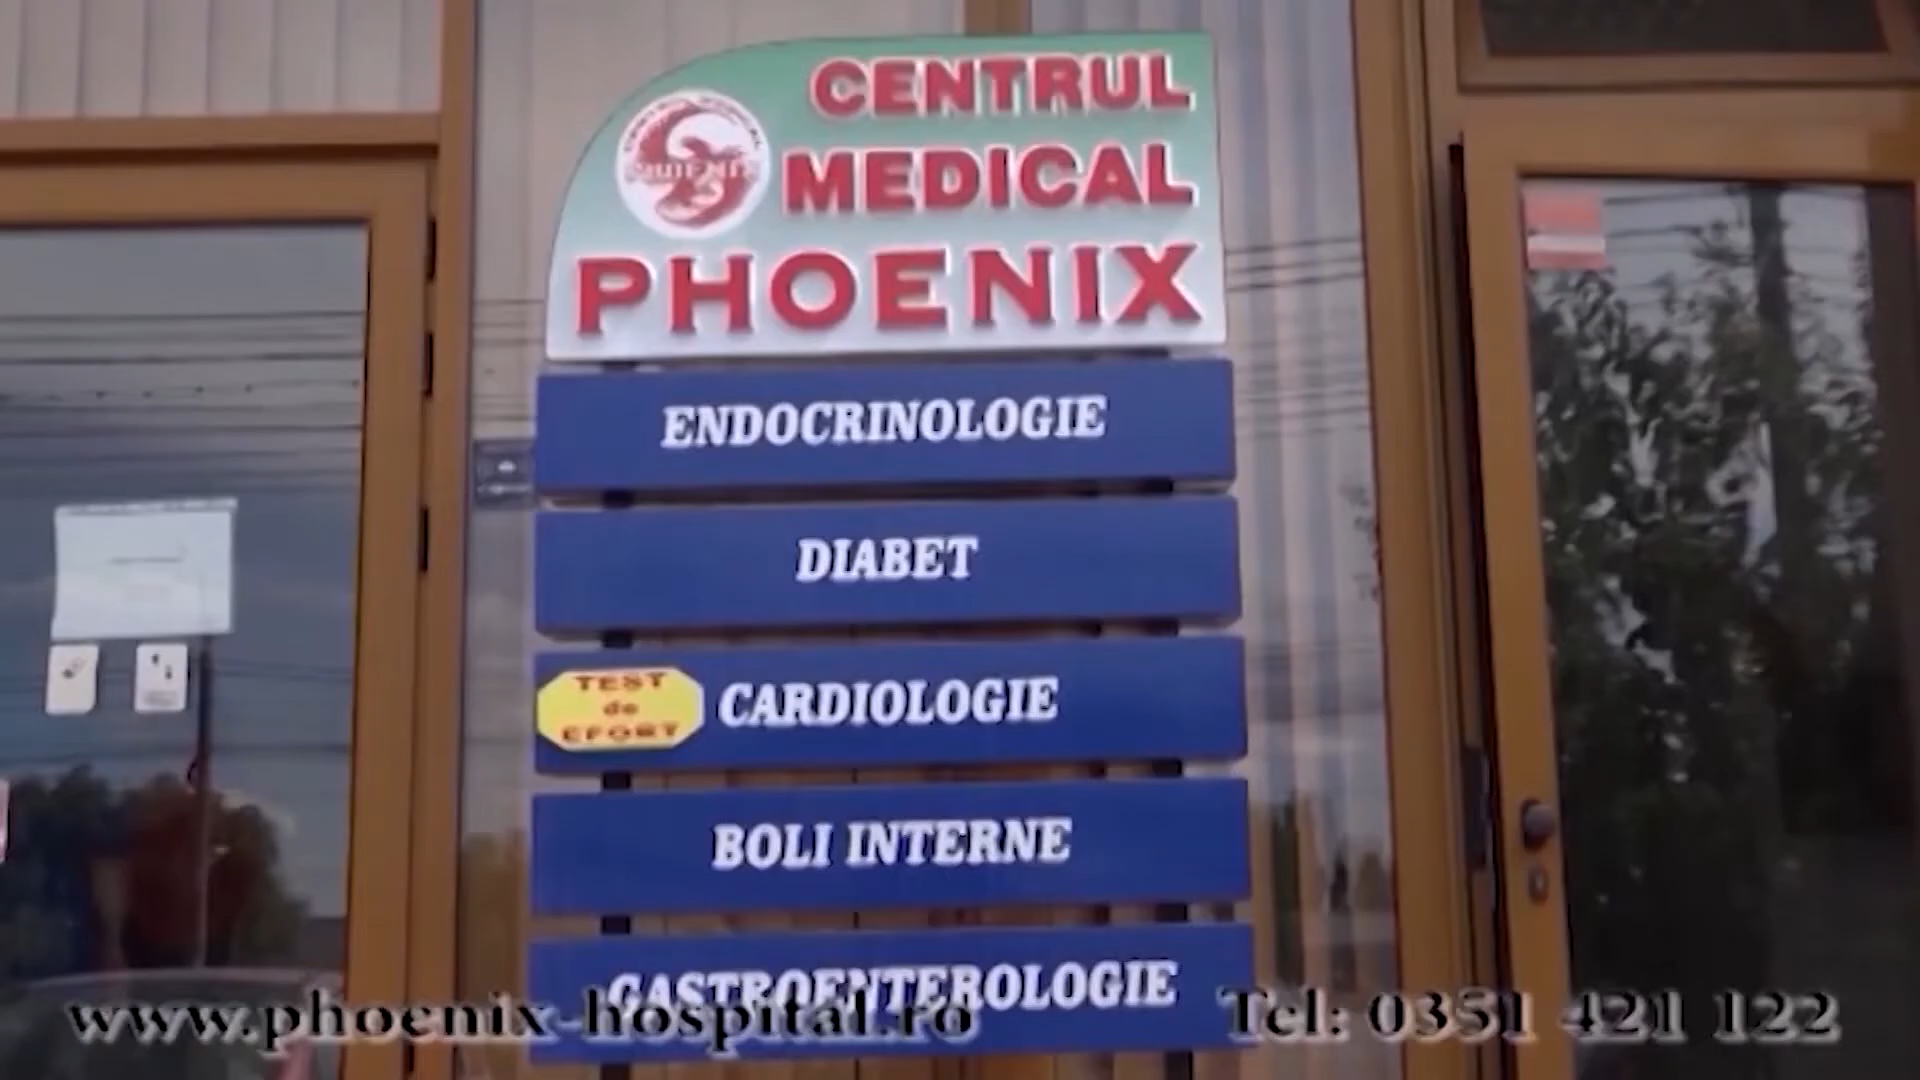 CENTRUL
MEDICAL
PHOENIX
PHOENIX
ENDOCRINOLOGIE
DIABET
TEST
de
EFORT
CARDIOLOGIE
BOLI INTERNE
GASTROENTEROLOGIE
www.phoenix-hospital.ro
Tel: 0351 421 122